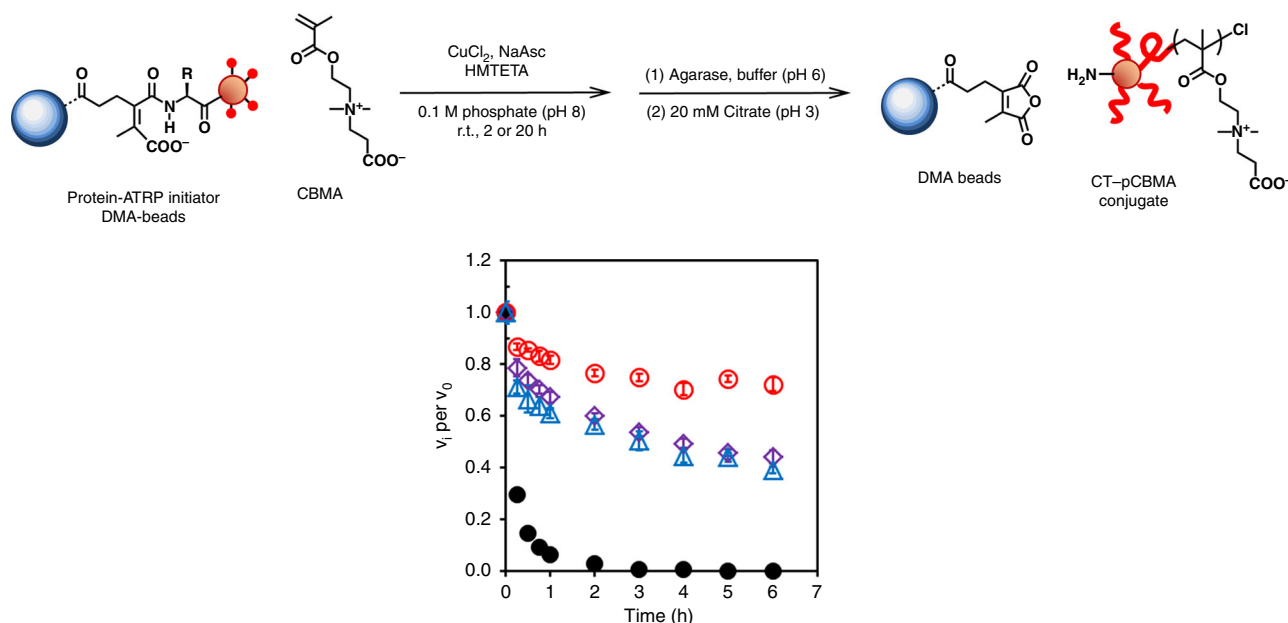 O
O
R
N
H
O
COO⁻
Protein-ATRP initiator
DMA-beads
O
O
N⁺
COO⁻
CBMA
CuCl₂, NaAsc
HMTETA
0.1 M phosphate (pH 8)
r.t., 2 or 20 h
(1) Agarase, buffer (pH 6)
(2) 20 mM Citrate (pH 3)
O
O
O
O
DMA beads
H₂N
Cl
O
O
N⁺
COO⁻
CT–pCBMA
conjugate
vᵢ per v₀
1.2
1.0
0.8
0.6
0.4
0.2
0.0
0 1 2 3 4 5 6 7
Time (h)